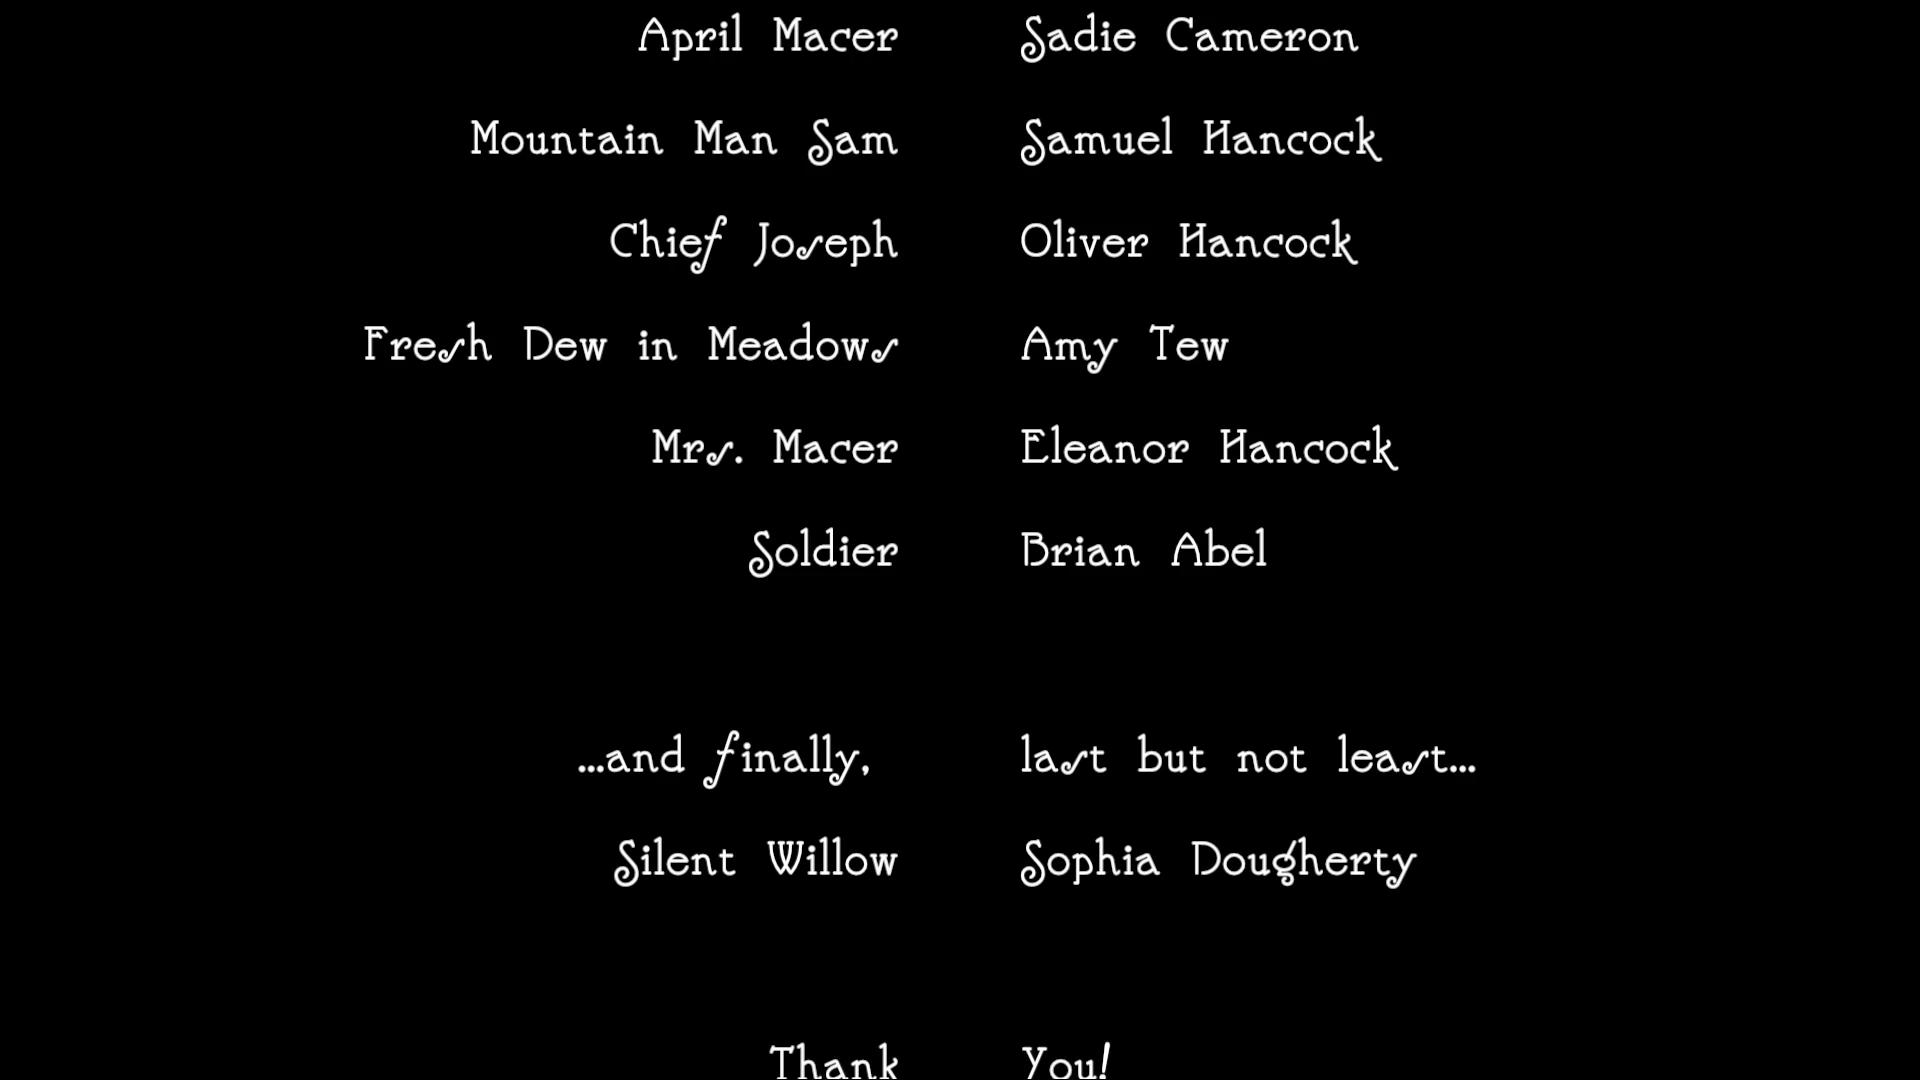 April Macer Sadie Cameron
Mountain Man Sam Samuel Hancock
Chief Joseph Oliver Hancock
Fresh Dew in Meadows Amy Tew
Mrs. Macer Eleanor Hancock
Soldier Brian Abel
...and finally, last but not least...
Silent Willow Sophia Dougherty
Thank You!